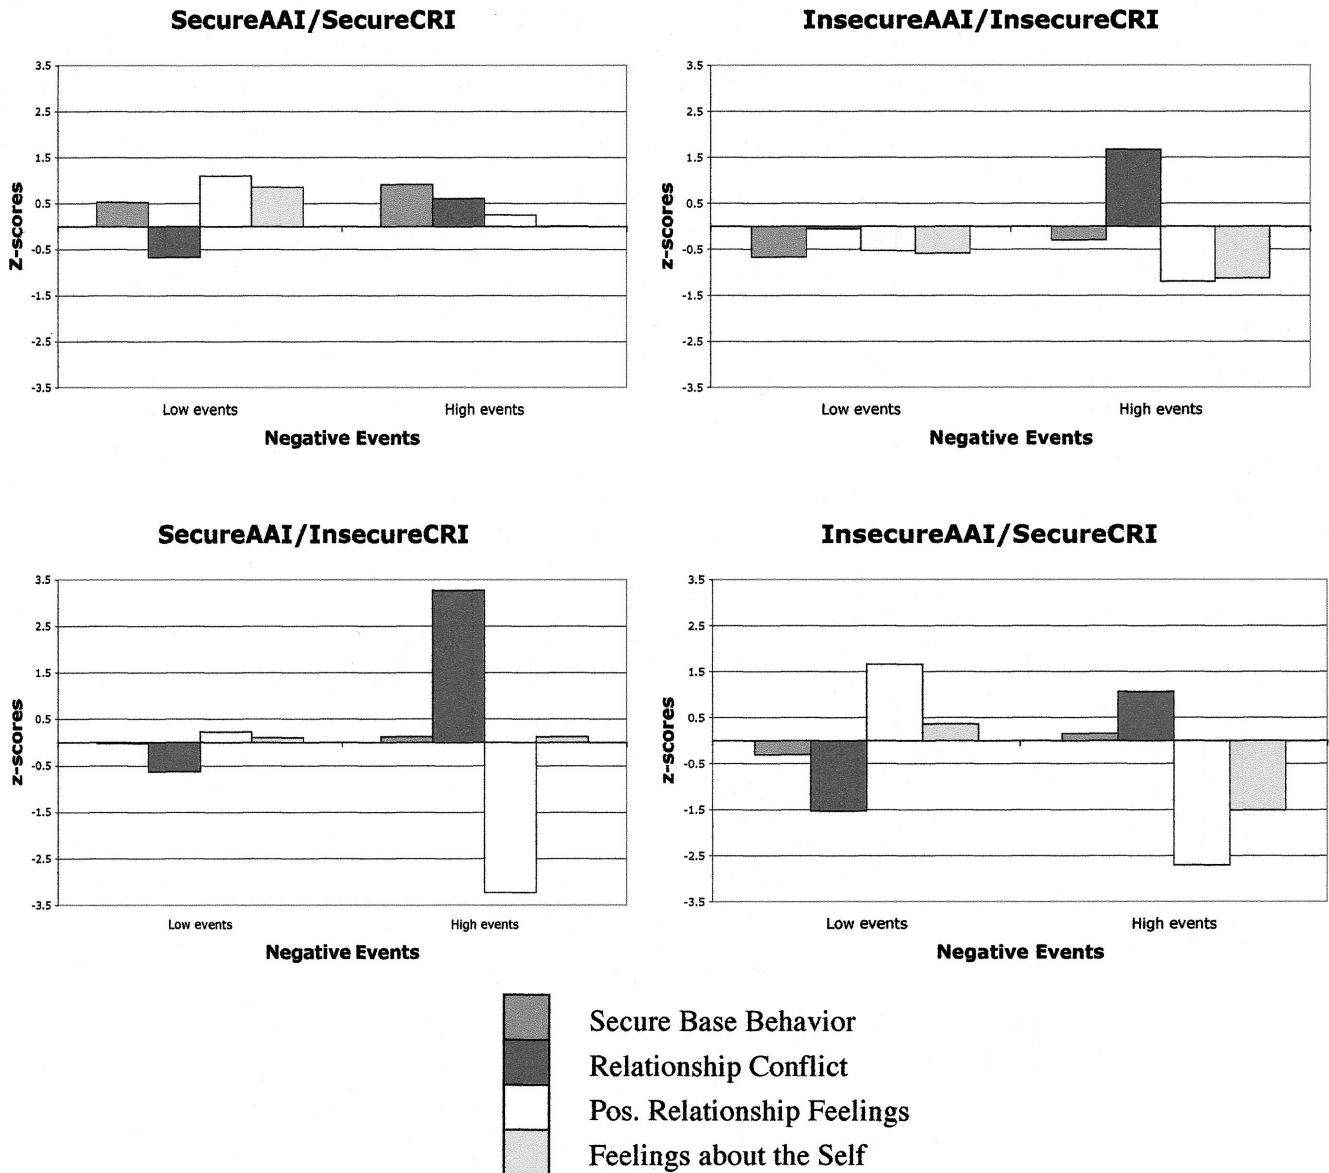 SecureAAI/SecureCRI
z-scores
3.5
2.5
1.5
0.5
-0.5
-1.5
-2.5
-3.5
Low events
High events
Negative Events
InsecureAAI/InsecureCRI
z-scores
3.5
2.5
1.5
0.5
-0.5
-1.5
-2.5
-3.5
Low events
High events
Negative Events
SecureAAI/InsecureCRI
z-scores
3.5
2.5
1.5
0.5
-0.5
-1.5
-2.5
-3.5
Low events
High events
Negative Events
InsecureAAI/SecureCRI
z-scores
3.5
2.5
1.5
0.5
-0.5
-1.5
-2.5
-3.5
Low events
High events
Negative Events
Secure Base Behavior
Relationship Conflict
Pos. Relationship Feelings
Feelings about the Self